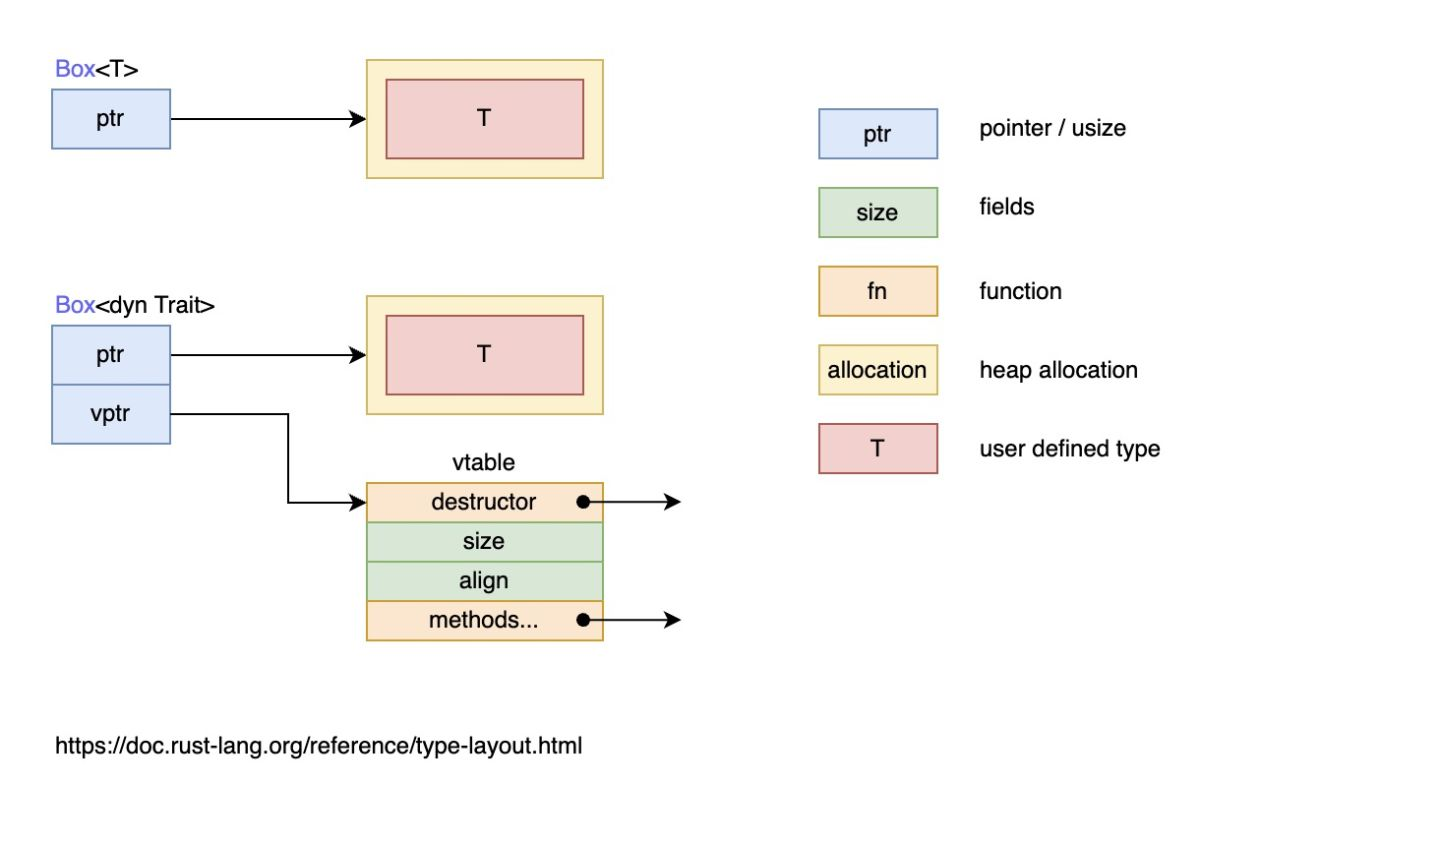 Box<T>
ptr
T
Box<dyn Trait>
ptr
T
vptr
vtable
destructor
size
align
methods...
https://doc.rust-lang.org/reference/type-layout.html
ptr pointer / usize
size fields
fn function
allocation heap allocation
T user defined type